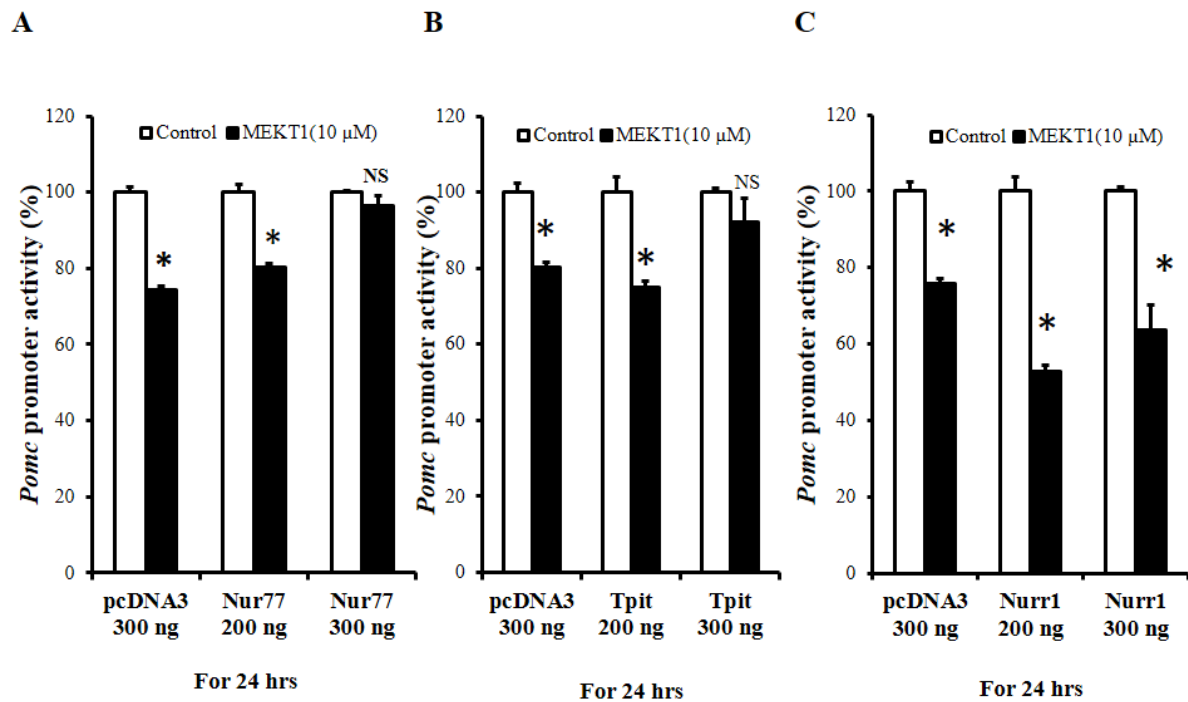 A
B
C
Pomc promoter activity (%)
120
100
80
60
40
20
0
Control MEKT1(10 µM)
*
*
NS
pcDNA3 Nur77 Nur77
300 ng 200 ng 300 ng
For 24 hrs
Pomc promoter activity (%)
120
100
80
60
40
20
0
Control MEKT1(10 µM)
*
*
NS
pcDNA3 Tpit Tpit
300 ng 200 ng 300 ng
For 24 hrs
Pomc promoter activity (%)
120
100
80
60
40
20
0
Control MEKT1(10 µM)
*
*
*
pcDNA3 Nurr1 Nurr1
300 ng 200 ng 300 ng
For 24 hrs